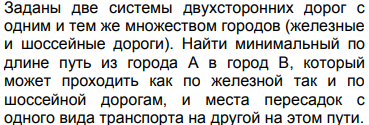 Заданы две системы двухсторонних дорог с
одним и тем же множеством городов (железные
и шоссейные дороги). Найти минимальный по
длине путь из города А в город В, который
может проходить как по железной так и по
шоссейной дорогам, и места пересадок с
одного вида транспорта на другой на этом пути.